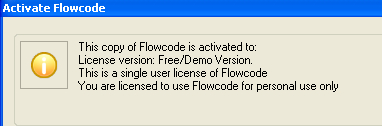 Activate Flowcode
This copy of Flowcode is activated to:
License version: Free/Demo Version.
This is a single user license of Flowcode
You are licensed to use Flowcode for personal use only